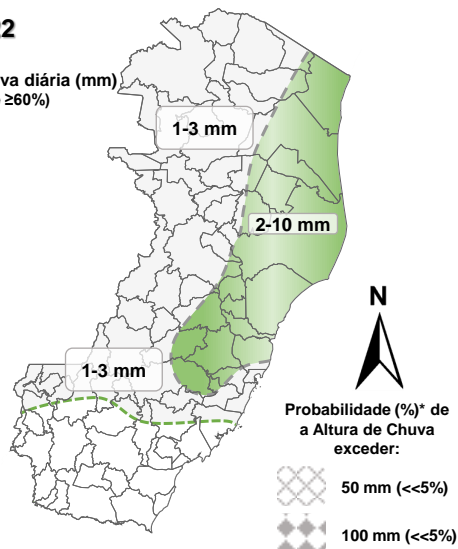 va diária (mm)
≥60%)
1-3 mm
2-10 mm
1-3 mm
N
Probabilidade (%)* de
a Altura de Chuva
exceder:
50 mm (<<5%)
100 mm (<<5%)